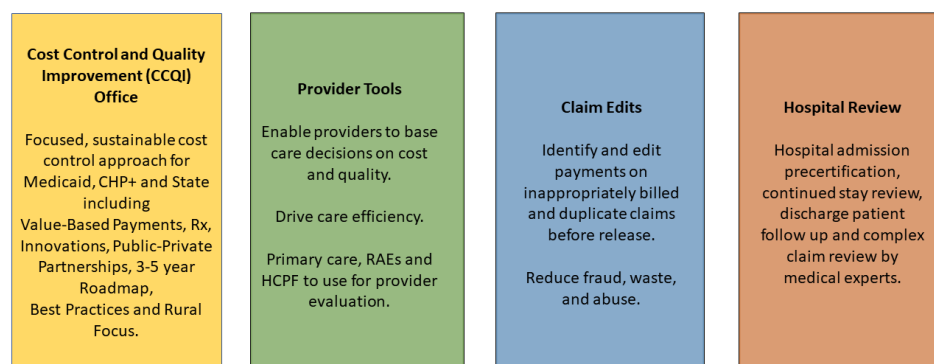 Cost Control and Quality
Improvement (CCQI)
Office
Focused, sustainable cost
control approach for
Medicaid, CHP+ and State
including
Value-Based Payments, Rx,
Innovations, Public-Private
Partnerships, 3-5 year
Roadmap,
Best Practices and Rural
Focus.
Provider Tools
Enable providers to base
care decisions on cost
and quality.
Drive care efficiency.
Primary care, RAEs and
HCPF to use for provider
evaluation.
Claim Edits
Identify and edit
payments on
inappropriately billed
and duplicate claims
before release.
Reduce fraud, waste,
and abuse.
Hospital Review
Hospital admission
precertification,
continued stay review,
discharge patient
follow up and complex
claim review by
medical experts.